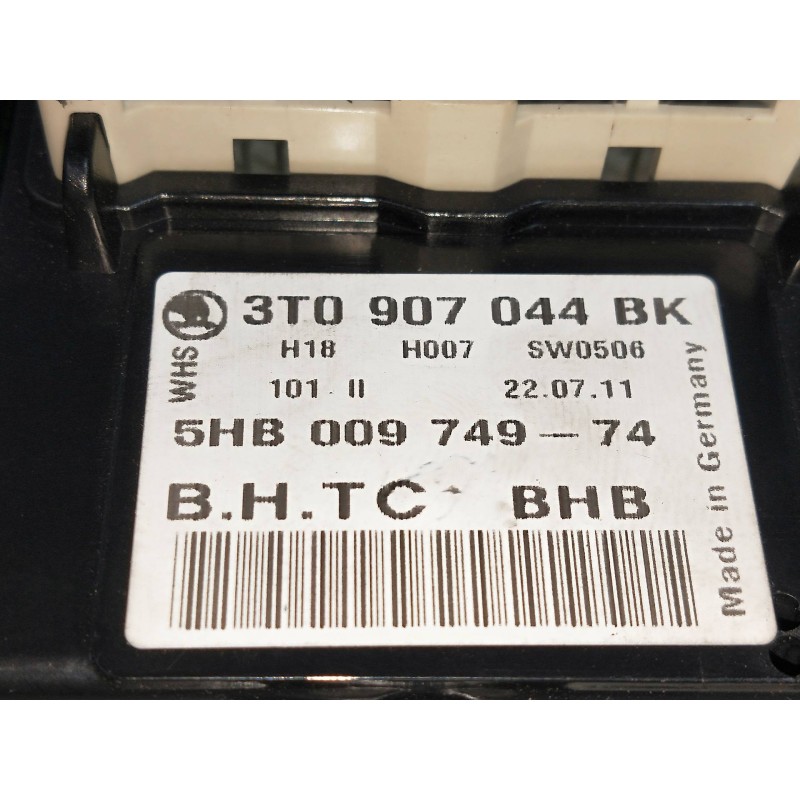 3T0 907 044 BK
WHS
H18 H007 SW0506
101 II 22.07.11
5HB 009 749-74
B.H.TC BHB
Made in Germany